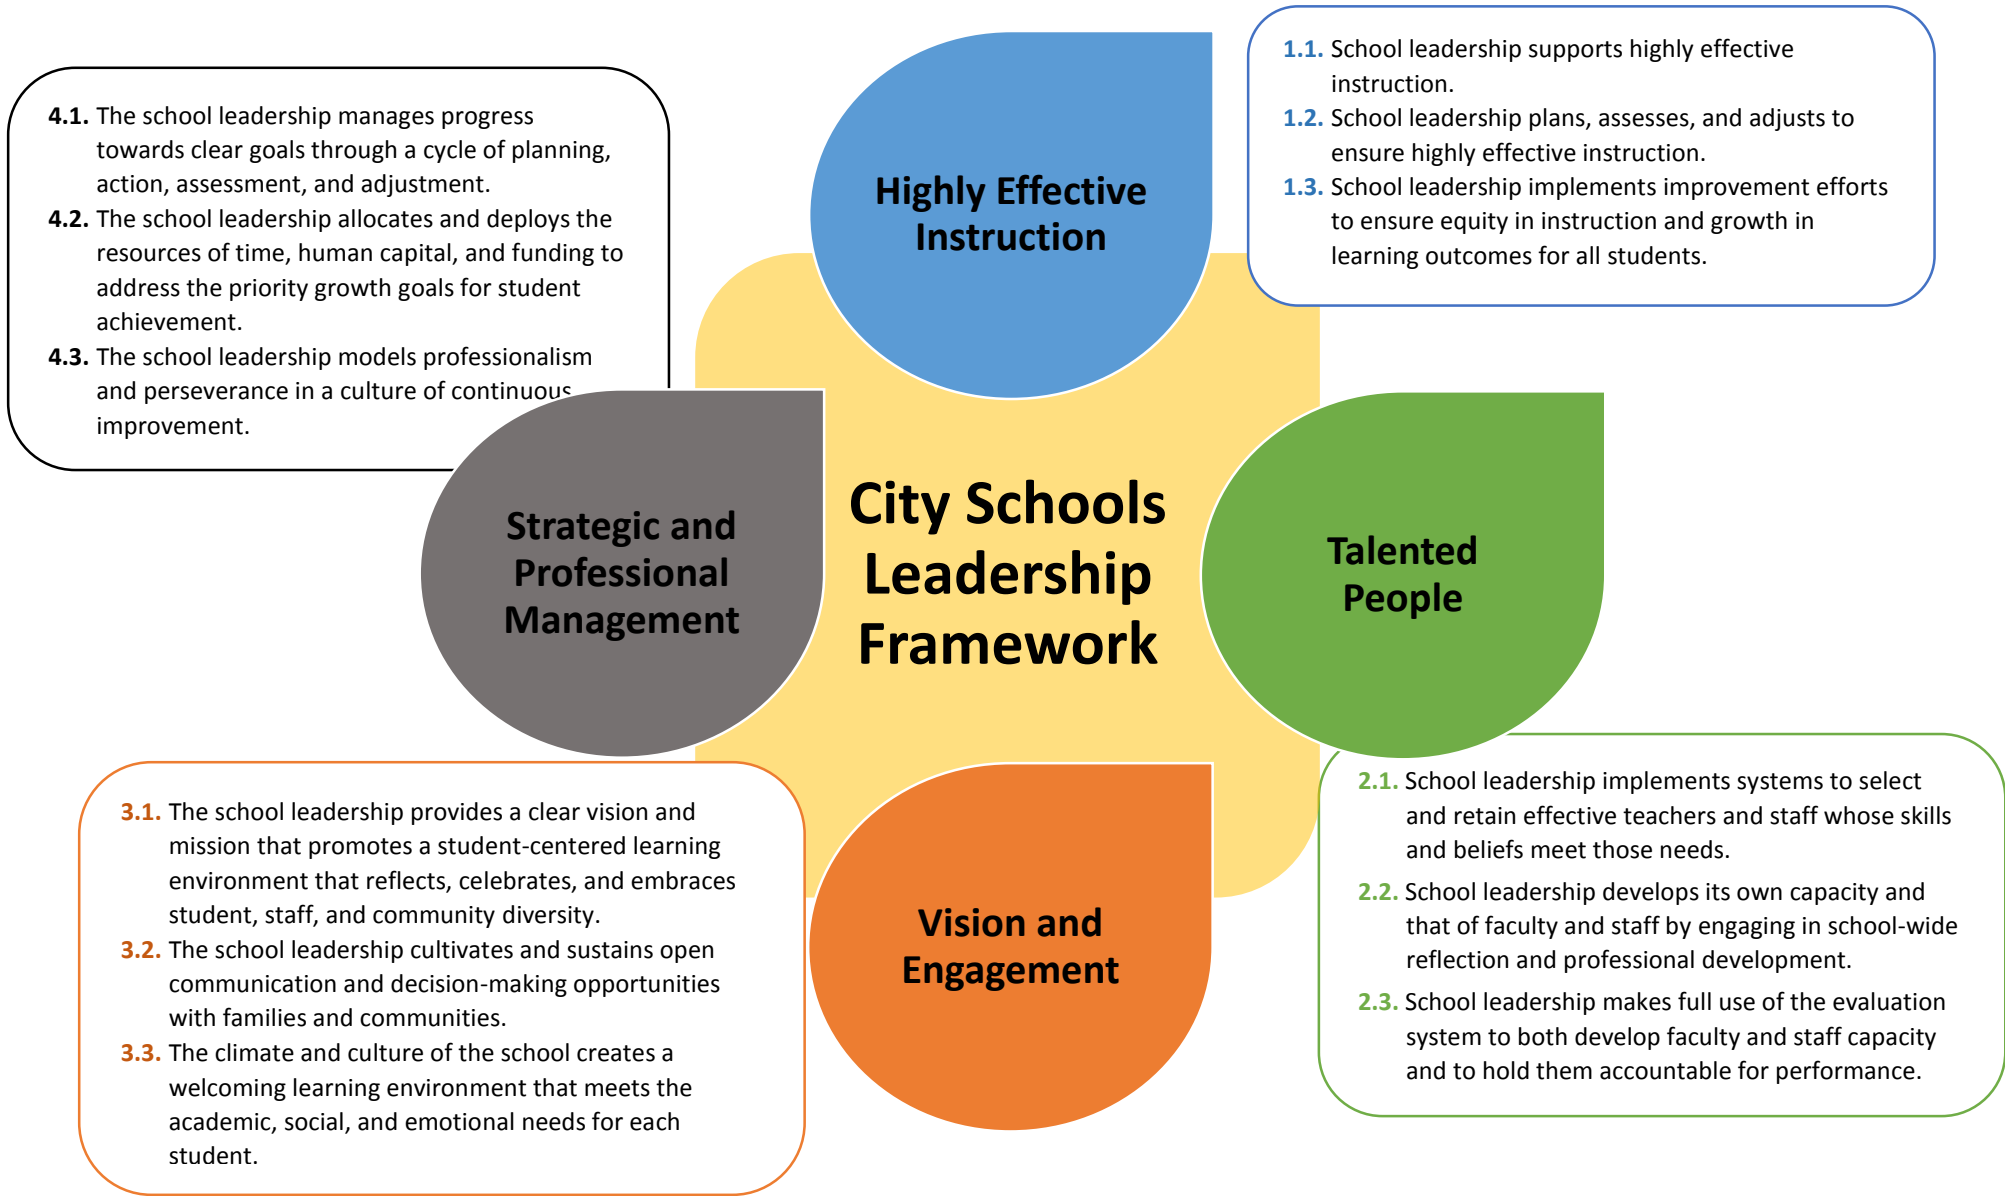 City Schools
Leadership
Framework
Highly Effective
Instruction
1.1. School leadership supports highly effective
instruction.
1.2. School leadership plans, assesses, and adjusts to
ensure highly effective instruction.
1.3. School leadership implements improvement efforts
to ensure equity in instruction and growth in
learning outcomes for all students.
Talented
People
2.1. School leadership implements systems to select
and retain effective teachers and staff whose skills
and beliefs meet those needs.
2.2. School leadership develops its own capacity and
that of faculty and staff by engaging in school-wide
reflection and professional development.
2.3. School leadership makes full use of the evaluation
system to both develop faculty and staff capacity
and to hold them accountable for performance.
Vision and
Engagement
3.1. The school leadership provides a clear vision and
mission that promotes a student-centered learning
environment that reflects, celebrates, and embraces
student, staff, and community diversity.
3.2. The school leadership cultivates and sustains open
communication and decision-making opportunities
with families and communities.
3.3. The climate and culture of the school creates a
welcoming learning environment that meets the
academic, social, and emotional needs for each
student.
Strategic and
Professional
Management
4.1. The school leadership manages progress
towards clear goals through a cycle of planning,
action, assessment, and adjustment.
4.2. The school leadership allocates and deploys the
resources of time, human capital, and funding to
address the priority growth goals for student
achievement.
4.3. The school leadership models professionalism
and perseverance in a culture of continuous
improvement.